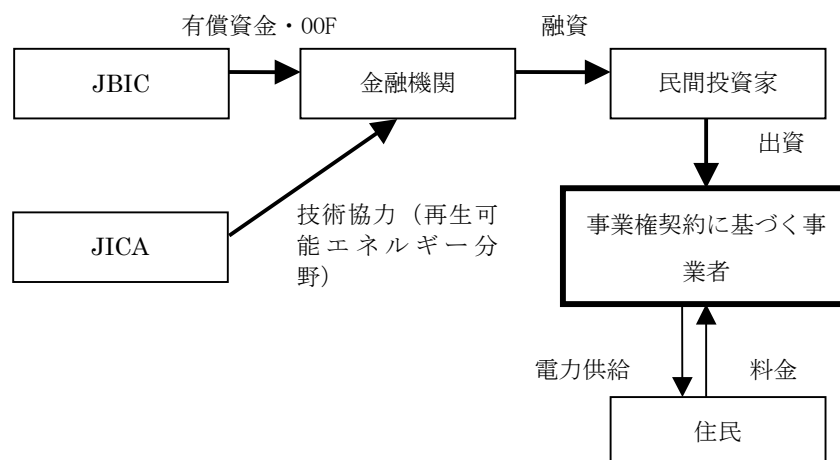 有償資金・OOF
融資
JBIC
金融機関
民間投資家
出資
技術協力（再生可
能エネルギー分
野）
JICA
事業権契約に基づく事
業者
電力供給
料金
住民